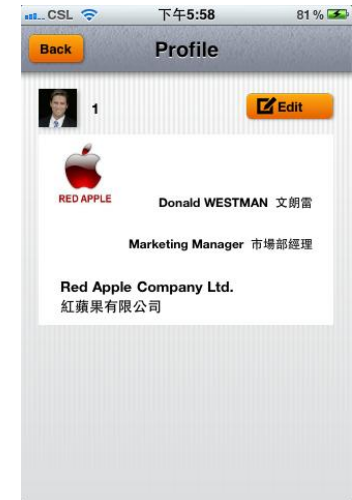 CSL 下午5:58 81%
Back Profile
1 Edit
RED APPLE
Donald WESTMAN 文朗雷
Marketing Manager 市場部經理
Red Apple Company Ltd.
紅蘋果有限公司